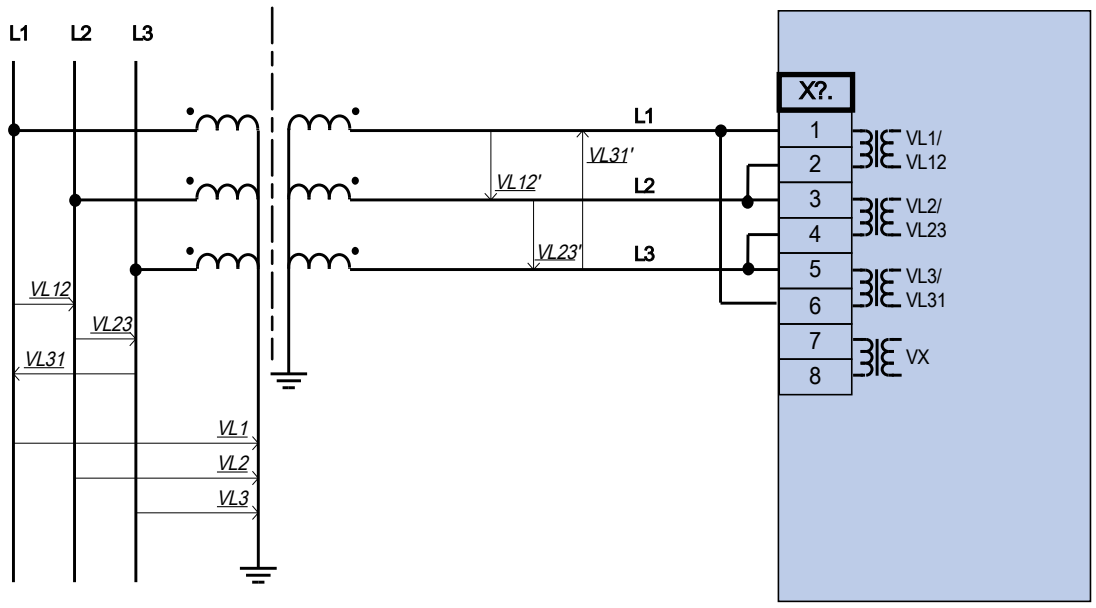 L1 L2 L3
X?.
L1
1
VL1/
VL12
VL31'
2
VL12'
L2
3
VL2/
VL23
4
VL23'
L3
5
VL3/
VL31
VL12
6
VL23
7
VX
VL31
8
VL1
VL2
VL3